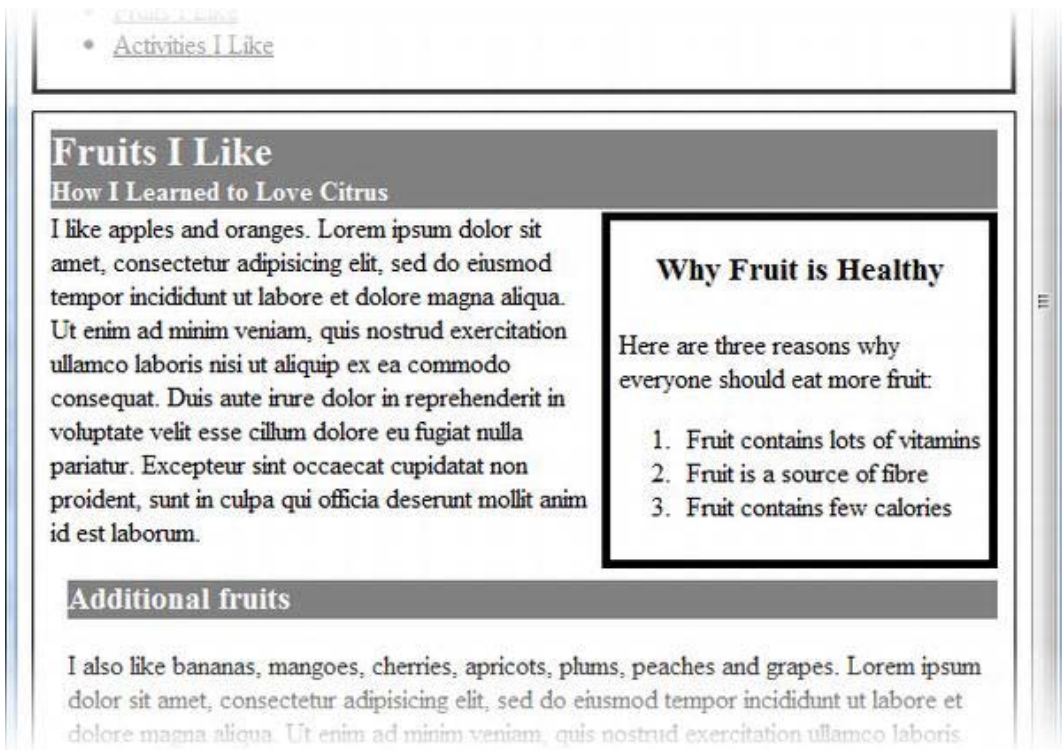 Fruits I Like
Activities I Like
Fruits I Like
How I Learned to Love Citrus
I like apples and oranges. Lorem ipsum dolor sit
amet, consectetur adipisicing elit, sed do eiusmod
tempor incididunt ut labore et dolore magna aliqua.
Ut enim ad minim veniam, quis nostrud exercitation
ullamco laboris nisi ut aliquip ex ea commodo
consequat. Duis aute irure dolor in reprehenderit in
voluptate velit esse cillum dolore eu fugiat nulla
pariatur. Excepteur sint occaecat cupidatat non
proident, sunt in culpa qui officia deserunt mollit anim
id est laborum.
Why Fruit is Healthy
Here are three reasons why
everyone should eat more fruit:
1. Fruit contains lots of vitamins
2. Fruit is a source of fibre
3. Fruit contains few calories
Additional fruits
I also like bananas, mangoes, cherries, apricots, plums, peaches and grapes. Lorem ipsum
dolor sit amet, consectetur adipisicing elit, sed do eiusmod tempor incididunt ut labore et
dolore magna aliqua. Ut enim ad minim veniam, quis nostrud exercitation ullamco laboris